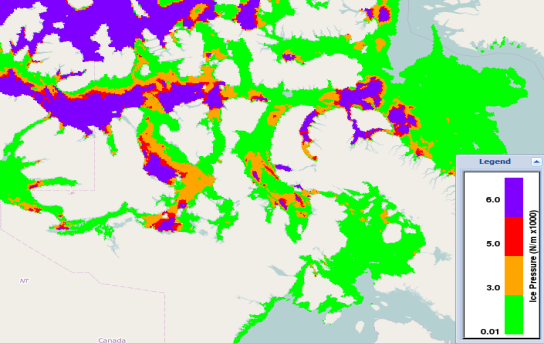 Legend
6.0
5.0
3.0
0.01
Ice Pressure (N/m x1000)
NT
Canada